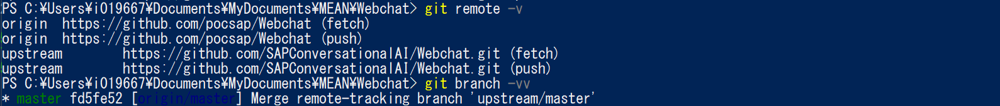 PS C:¥Users¥i019667¥Documents¥MyDocuments¥MEAN¥Webchat> git remote -v
origin  https://github.com/pocsap/Webchat (fetch)
origin  https://github.com/pocsap/Webchat (push)
upstream        https://github.com/SAPConversationalAI/Webchat.git (fetch)
upstream        https://github.com/SAPConversationalAI/Webchat.git (push)
PS C:¥Users¥i019667¥Documents¥MyDocuments¥MEAN¥Webchat> git branch -vv
* master fd5fe52 [origin/master] Merge remote-tracking branch 'upstream/master'